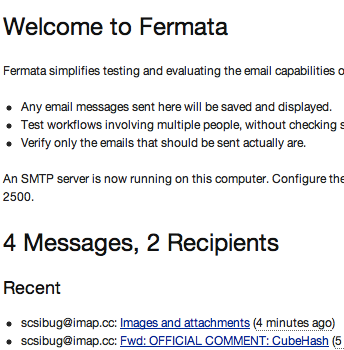 Welcome to Fermata
Fermata simplifies testing and evaluating the email capabilities o
Any email messages sent here will be saved and displayed.
Test workflows involving multiple people, without checking s
Verify only the emails that should be sent actually are.
An SMTP server is now running on this computer. Configure the
2500.
4 Messages, 2 Recipients
Recent
scsibug@imap.cc: Images and attachments (4 minutes ago)
scsibug@imap.cc: Fwd: OFFICIAL COMMENT: CubeHash (5